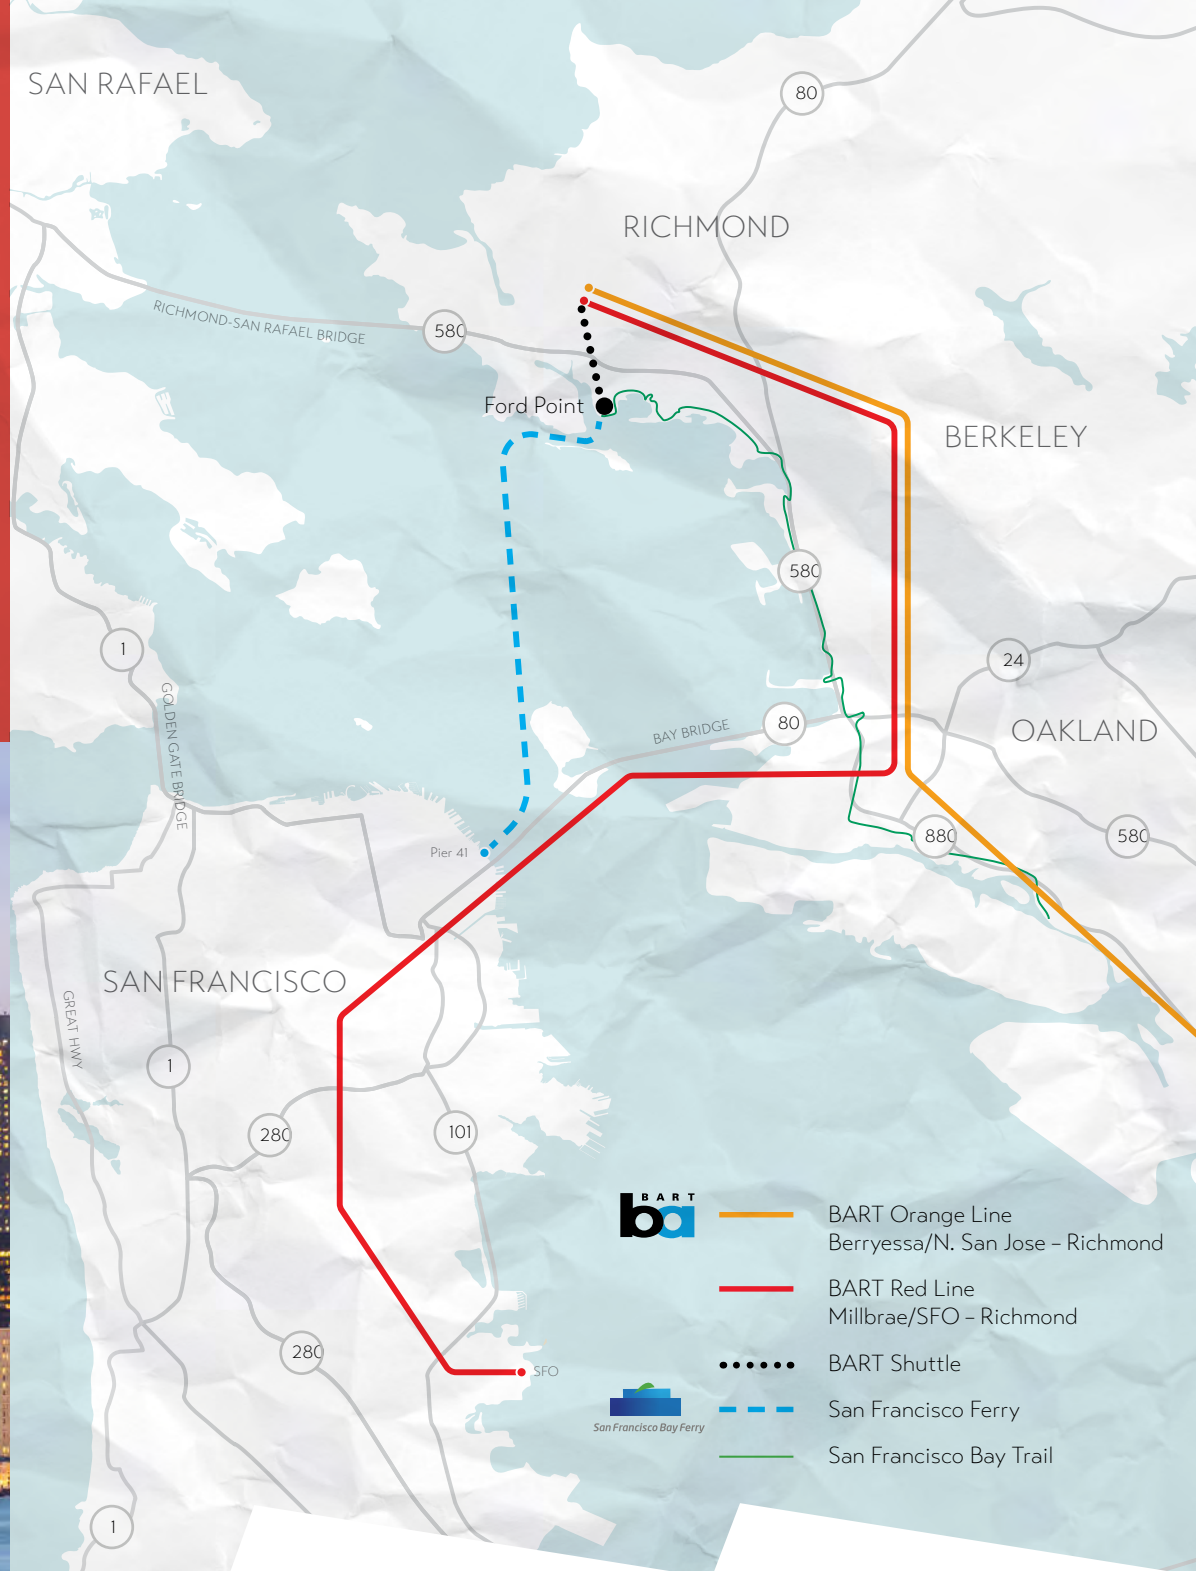 SAN RAFAEL
80
RICHMOND
RICHMOND-SAN RAFAEL BRIDGE
580
Ford Point
BERKELEY
580
1
24
GOLDEN GATE BRIDGE
80
BAY BRIDGE
OAKLAND
880
580
Pier 41
SAN FRANCISCO
GREAT HWY
1
280
101
BART
ba
BART Orange Line
Berryessa/N. San Jose – Richmond
BART Red Line
Millbrae/SFO – Richmond
280
BART Shuttle
SFO
San Francisco Ferry
San Francisco Bay Ferry
San Francisco Bay Trail
1